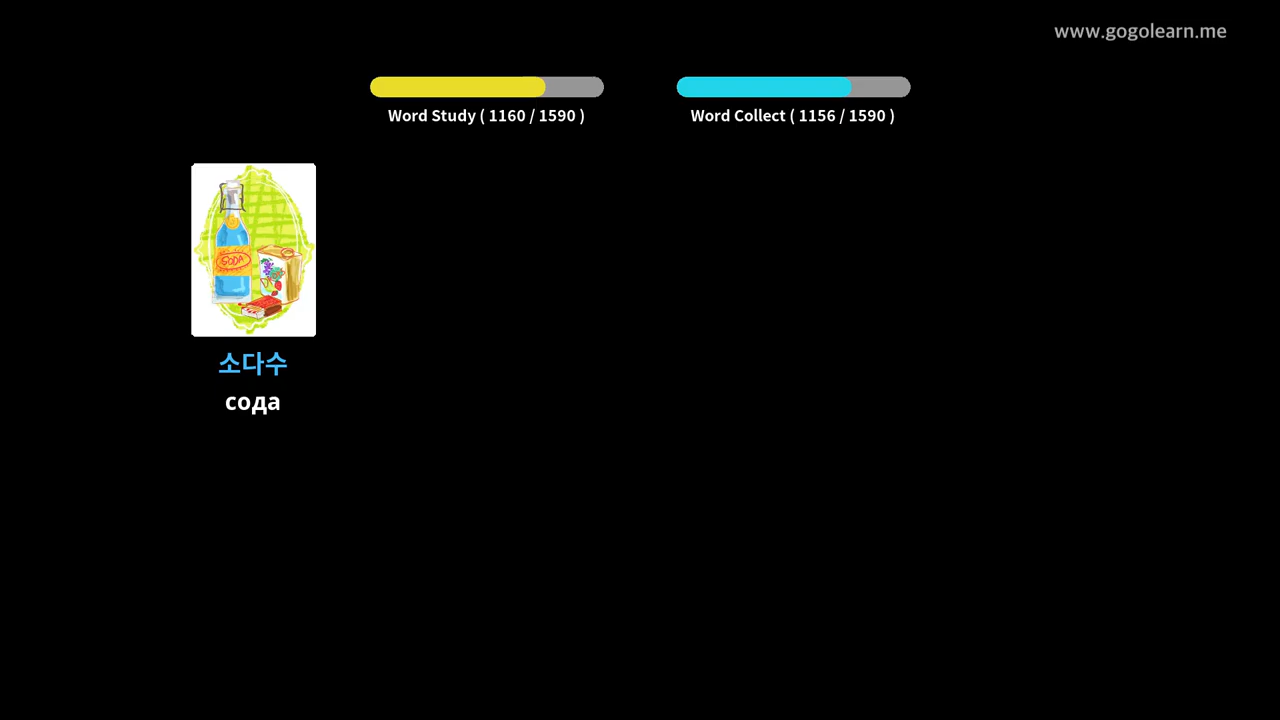 www.gogolearn.me
Word Study ( 1160 / 1590 )
Word Collect ( 1156 / 1590 )
SODA
소다수
сода